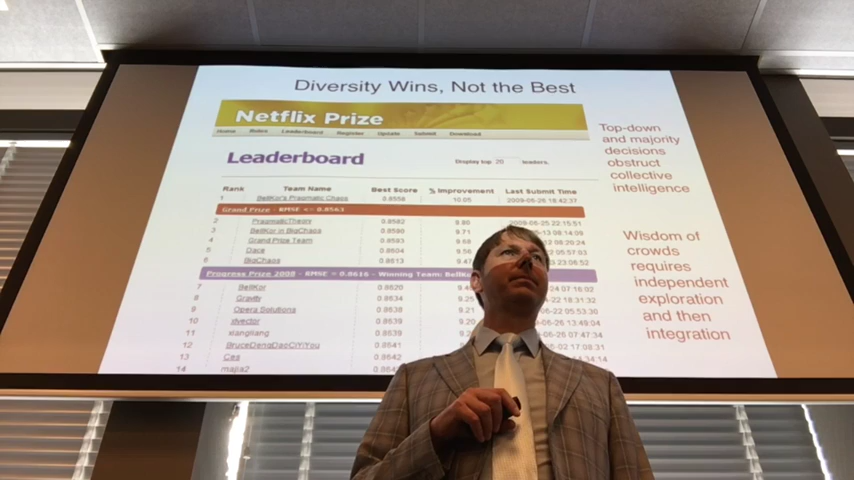 Diversity Wins, Not the Best
Netflix Prize
Home Rules Leaderboard Register Update Submit Download
Leaderboard
Display top 20 leaders.
Rank Team Name Best Score % Improvement Last Submit Time
1 BellKor's Pragmatic Chaos 0.8558 10.05 2009-06-26 18:42:37
Grand Prize - RMSE <= 0.8563
2 PragmaticTheory 0.8582 9.80 2009-06-25 22:15:51
3 BellKor in BigChaos 0.8590 9.71
4 Grand Prize Team 0.8593 9.68
5 Dace 0.8604 9.56
6 BigChaos 0.8613 9.47
Progress Prize 2008 - RMSE = 0.8616 - Winning Team:
7 BellKor 0.8620
8 Gravity 0.8634 9.25
9 Opera Solutions 0.8638 9.21
10 xlvector 0.8639 9.20
11 xiangliang 0.8639
12 BruceDengDaoCiYiYou 0.8641
13 Ces 0.8642
14 majia2
Top-down
and majority
decisions
obstruct
collective
intelligence
Wisdom of
crowds
requires
independent
exploration
and then
integration